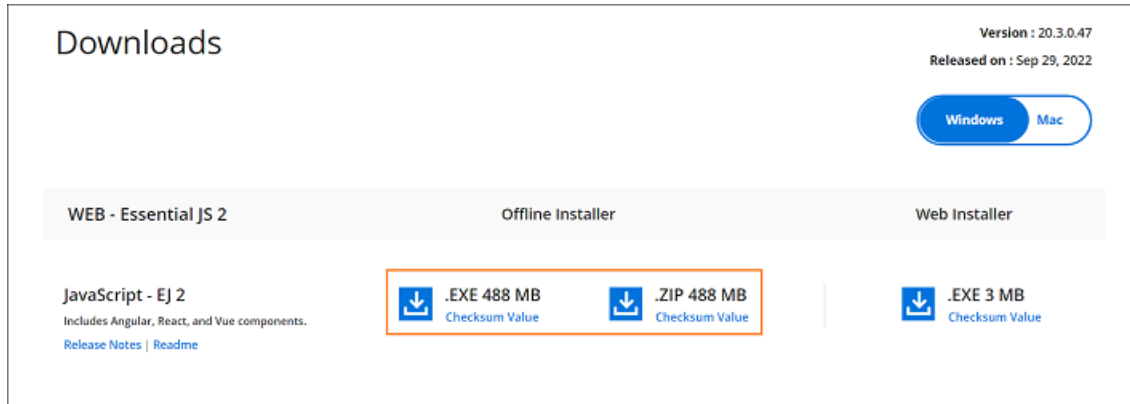 Downloads
Version : 20.3.0.47
Released on : Sep 29, 2022
Windows Mac
WEB - Essential JS 2 Offline Installer Web Installer
JavaScript - EJ 2 .EXE 488 MB .ZIP 488 MB .EXE 3 MB
Includes Angular, React, and Vue components. Checksum Value Checksum Value Checksum Value
Release Notes | Readme